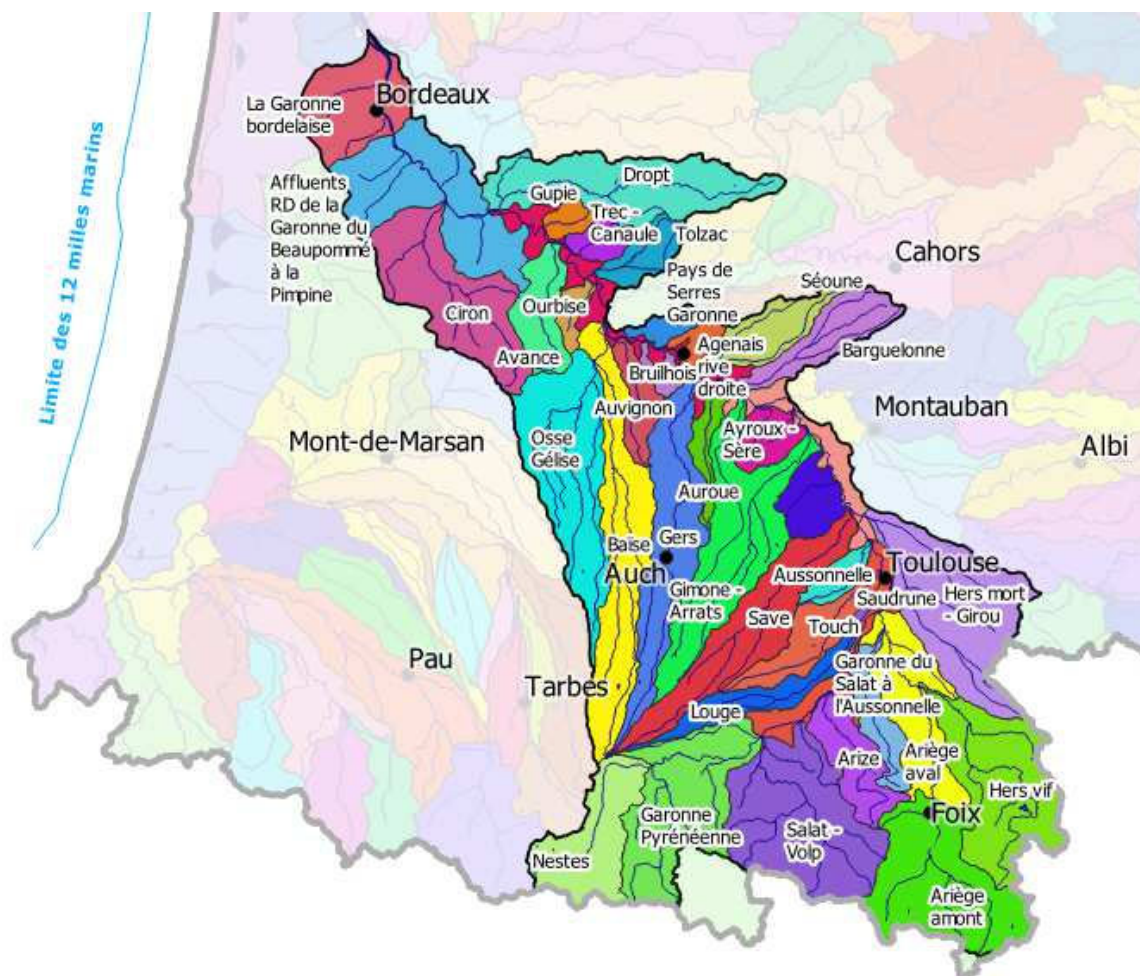 Bordeaux
La Garonne
bordelaise
Limite des 12 milles marins
Affluents
RD de la
Garonne du
Beaupommé
à la
Pimpine
Dropt
Gupie
Trec -
Canaule
Tolzac
Cahors
Pays de
Serres
Garonne
Séoune
Ciron
Ourbise
Avance
Agenais
rive
droite
Bruilhois
Barguelonne
Auvignon
Montauban
Mont-de-Marsan
Osse
Gélise
Ayroux -
Sère
Albi
Auroue
Baïse
Gers
Auch
Aussonnelle
Toulouse
Gimone -
Arrats
Saudrune
Hers mort
- Girou
Save
Touch
Pau
Tarbes
Garonne du
Salat à
l'Aussonnelle
Louge
Arize
Ariège
aval
Hers vif
Foix
Garonne
Pyrénéenne
Salat -
Volp
Nestes
Ariège
amont